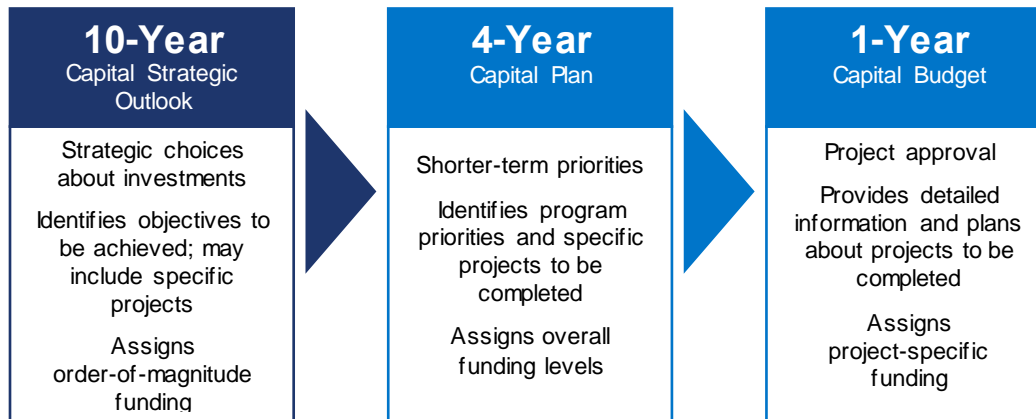 10-Year
Capital Strategic
Outlook
Strategic choices
about investments
Identifies objectives to
be achieved; may
include specific
projects
Assigns
order-of-magnitude
funding
4-Year
Capital Plan
Shorter-term priorities
Identifies program
priorities and specific
projects to be
completed
Assigns overall
funding levels
1-Year
Capital Budget
Project approval
Provides detailed
information and plans
about projects to be
completed
Assigns
project-specific
funding